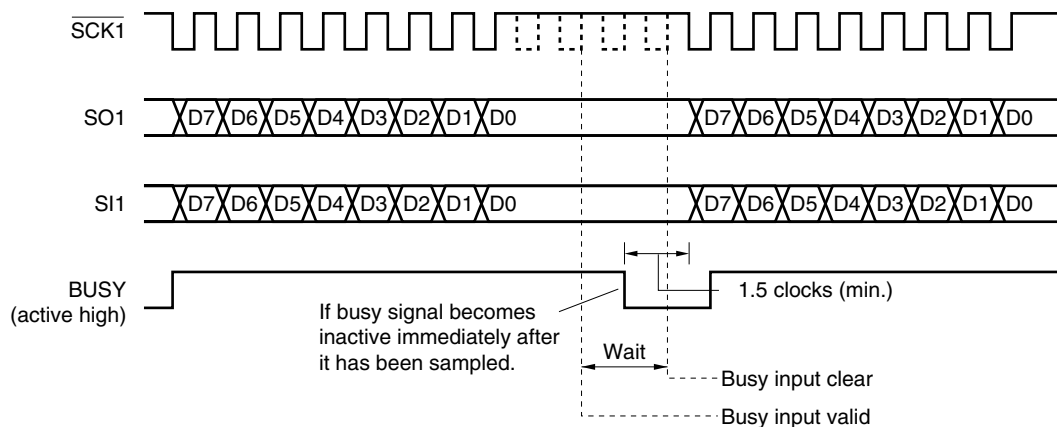 SCK1
SO1
D7 D6 D5 D4 D3 D2 D1 D0 D7 D6 D5 D4 D3 D2 D1 D0
SI1
D7 D6 D5 D4 D3 D2 D1 D0 D7 D6 D5 D4 D3 D2 D1 D0
BUSY
(active high)
1.5 clocks (min.)
If busy signal becomes
inactive immediately after
it has been sampled.
Wait
Busy input clear
Busy input valid